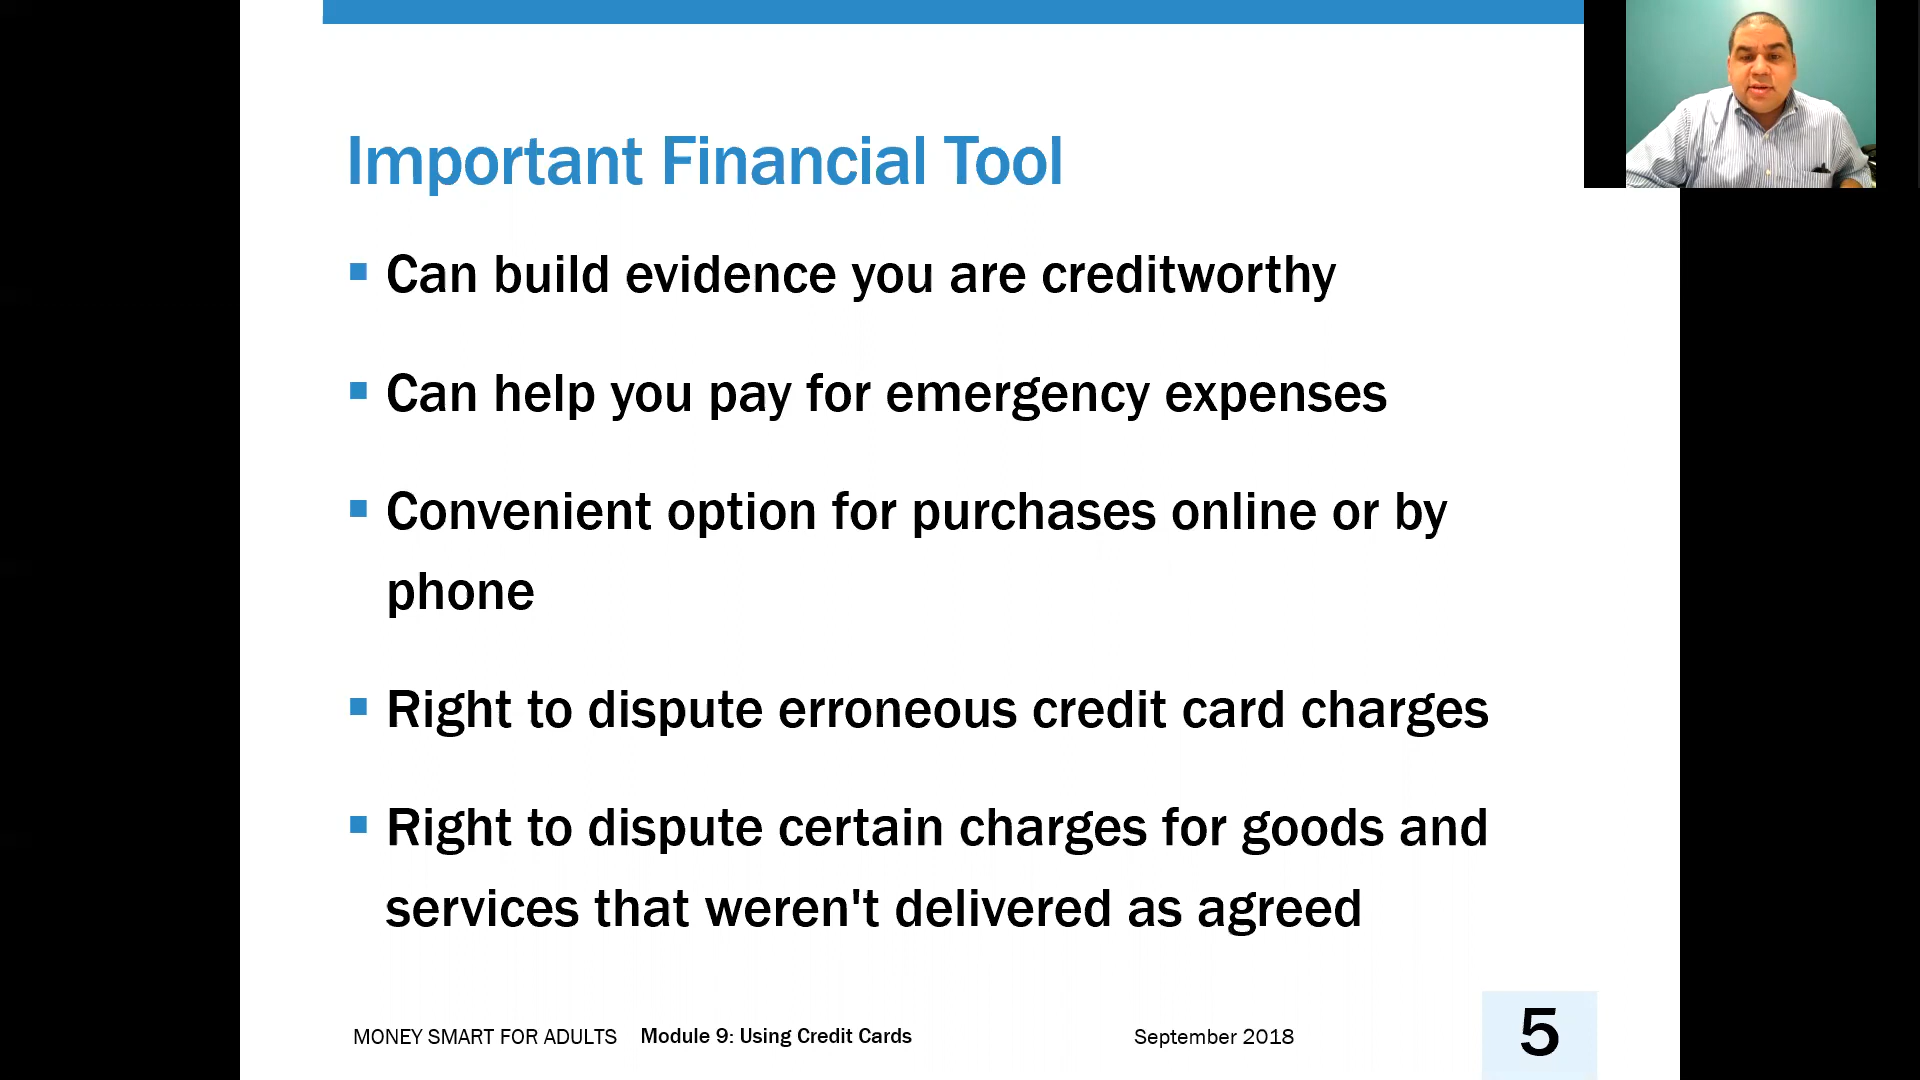 Important Financial Tool
Can build evidence you are creditworthy
Can help you pay for emergency expenses
Convenient option for purchases online or by
phone
Right to dispute erroneous credit card charges
Right to dispute certain charges for goods and
services that weren't delivered as agreed
MONEY SMART FOR ADULTS Module 9: Using Credit Cards September 2018 5